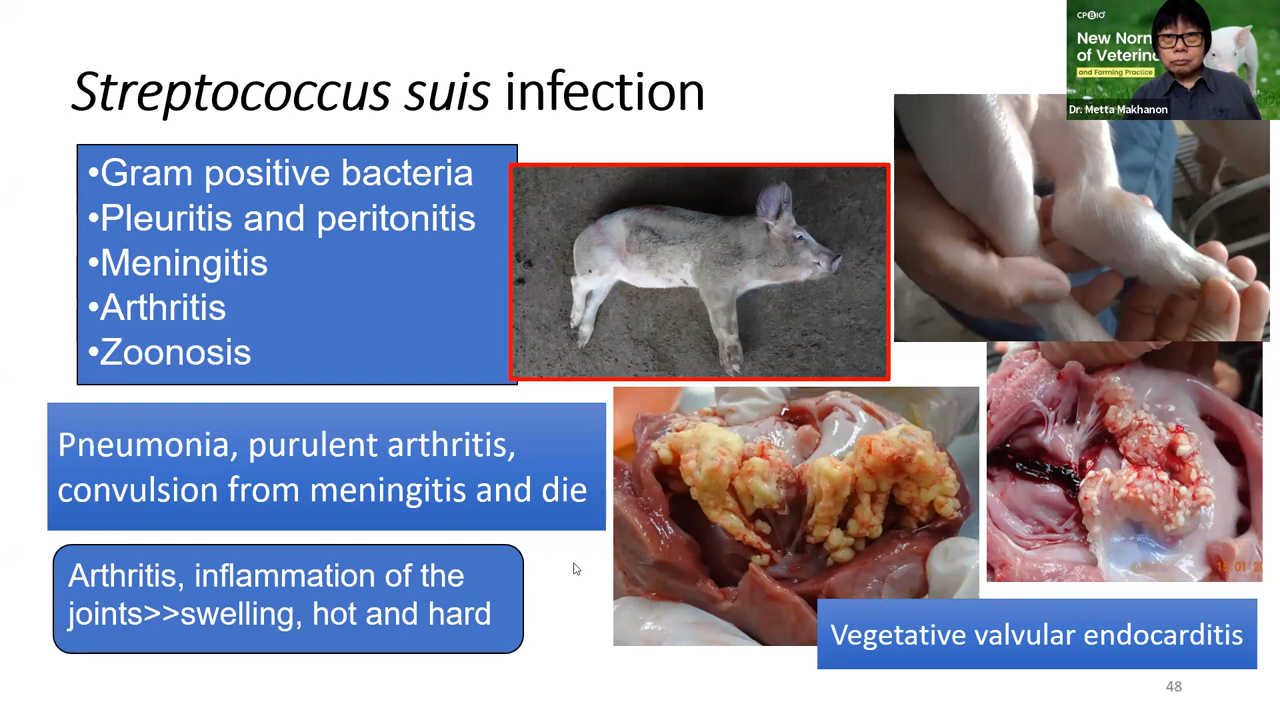 CPBIO
New Norm
of Veterin
and Farming Practice
Dr. Metta Makhanon
Streptococcus suis infection
•Gram positive bacteria
•Pleuritis and peritonitis
•Meningitis
•Arthritis
•Zoonosis
Pneumonia, purulent arthritis,
convulsion from meningitis and die
Arthritis, inflammation of the
joints>>swelling, hot and hard
Vegetative valvular endocarditis
48